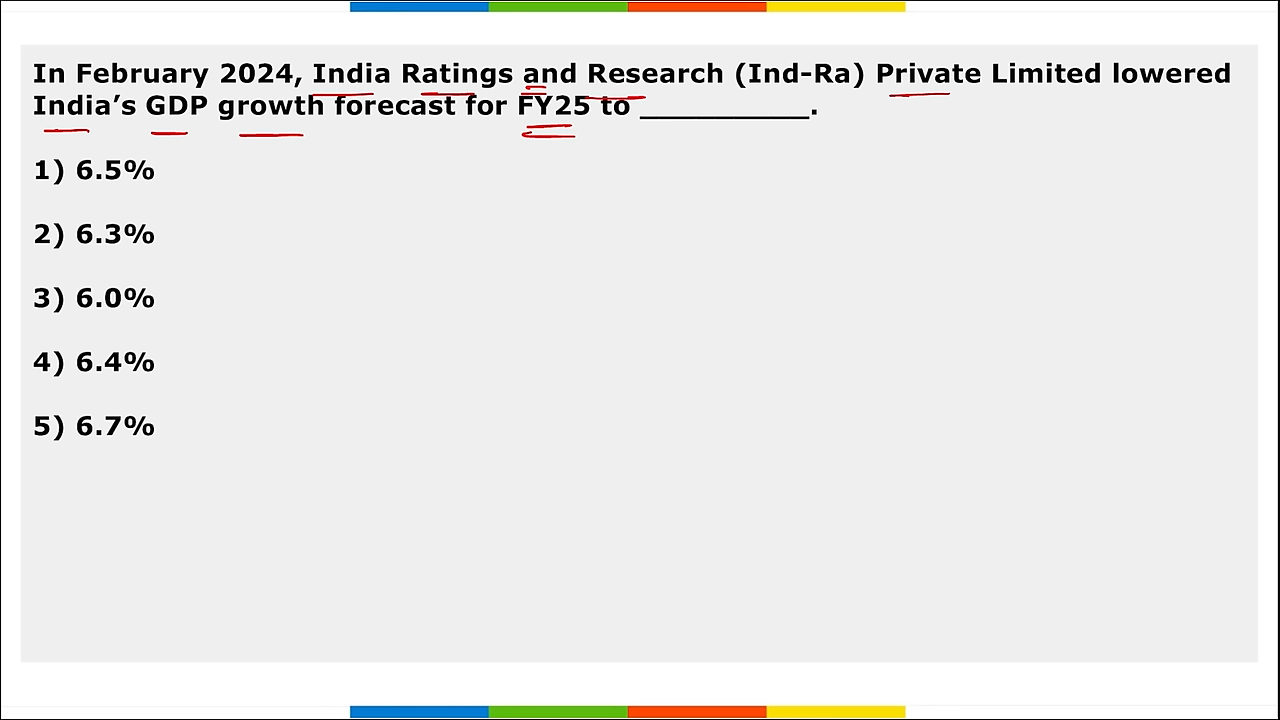 In February 2024, India Ratings and Research (Ind-Ra) Private Limited lowered
India’s GDP growth forecast for FY25 to __________.
1) 6.5%
2) 6.3%
3) 6.0%
4) 6.4%
5) 6.7%